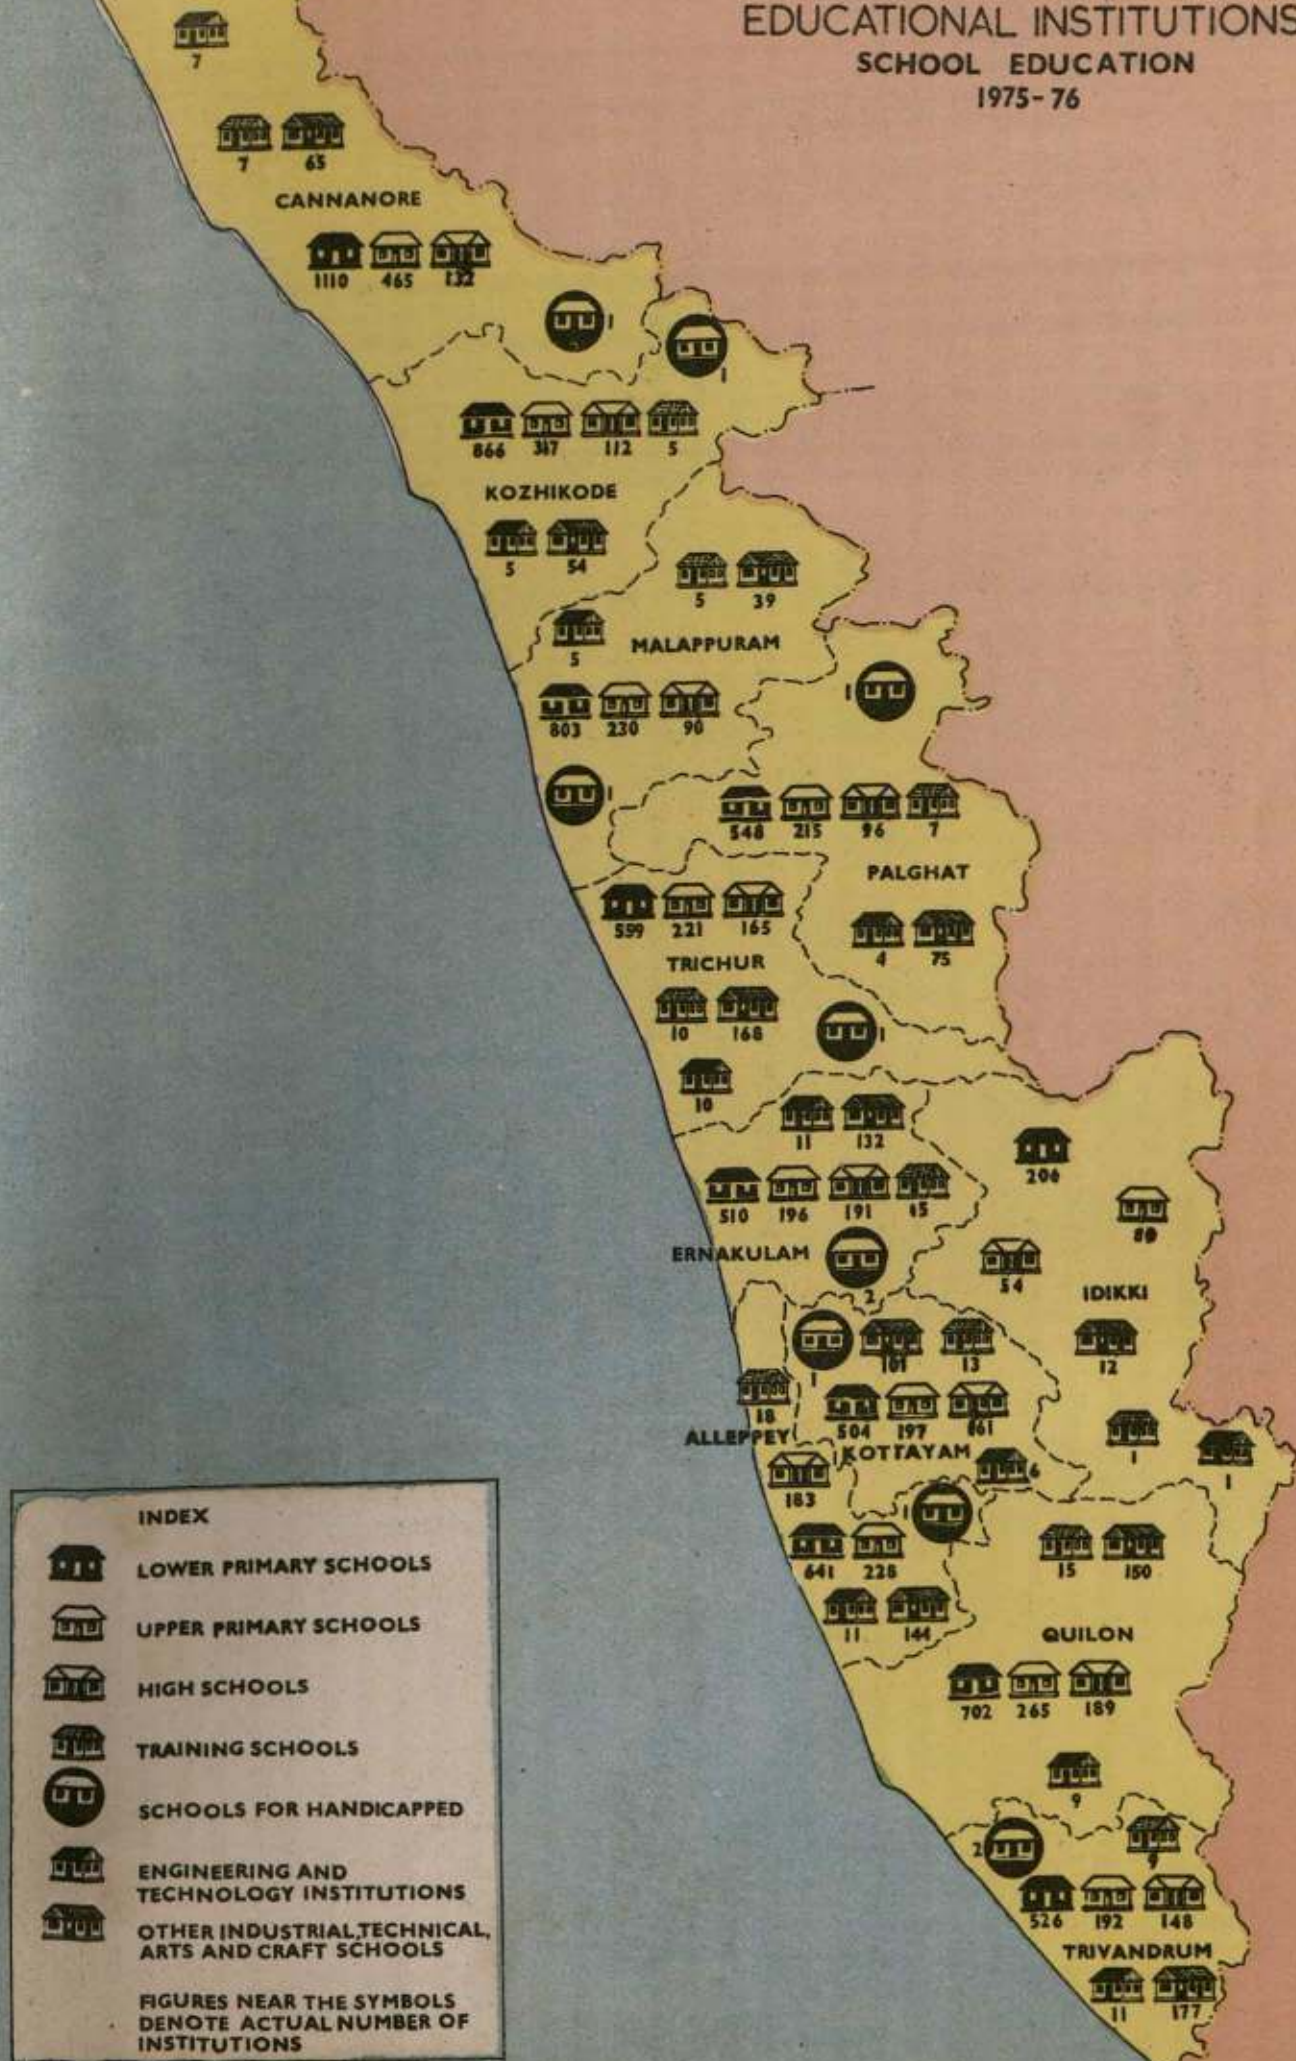 EDUCATIONAL INSTITUTIONS
SCHOOL EDUCATION
1975-76
7
7 65
CANNANORE
1110 465 132
1
1
866 317 112 5
KOZHIKODE
5 54
5 39
5
MALAPPURAM
803 230 90
1
1
548 215 96 7
PALGHAT
4 75
559 221 165
TRICHUR
10 168
1
10
11 132
510 196 191 15
ERNAKULAM
2
206
80
54
IDIKKI
12
1
1
1 101 13
18
504 197 161
ALLEPPEY
KOTTAYAM
6
183
1
641 228
11 144
15 150
QUILON
702 265 189
9
2
9
526 192 148
TRIVANDRUM
11 177
INDEX
LOWER PRIMARY SCHOOLS
UPPER PRIMARY SCHOOLS
HIGH SCHOOLS
TRAINING SCHOOLS
SCHOOLS FOR HANDICAPPED
ENGINEERING AND
TECHNOLOGY INSTITUTIONS
OTHER INDUSTRIAL,TECHNICAL,
ARTS AND CRAFT SCHOOLS
FIGURES NEAR THE SYMBOLS
DENOTE ACTUAL NUMBER OF
INSTITUTIONS